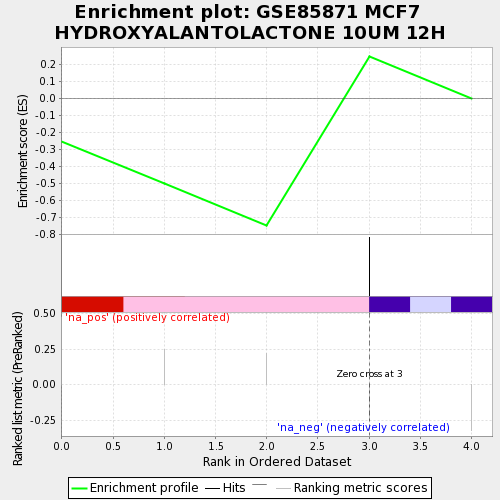 Enrichment plot: GSE85871 MCF7
HYDROXYALANTOLACTONE 10UM 12H
Enrichment score (ES)
0.2
0.1
0.0
-0.1
-0.2
-0.3
-0.4
-0.5
-0.6
-0.7
-0.8
Ranked list metric (PreRanked)
0.50
0.25
0.00
-0.25
'na_pos' (positively correlated)
Zero cross at 3
'na_neg' (negatively correlated)
0.0 0.5 1.0 1.5 2.0 2.5 3.0 3.5 4.0
Rank in Ordered Dataset
Enrichment profile Hits Ranking metric scores